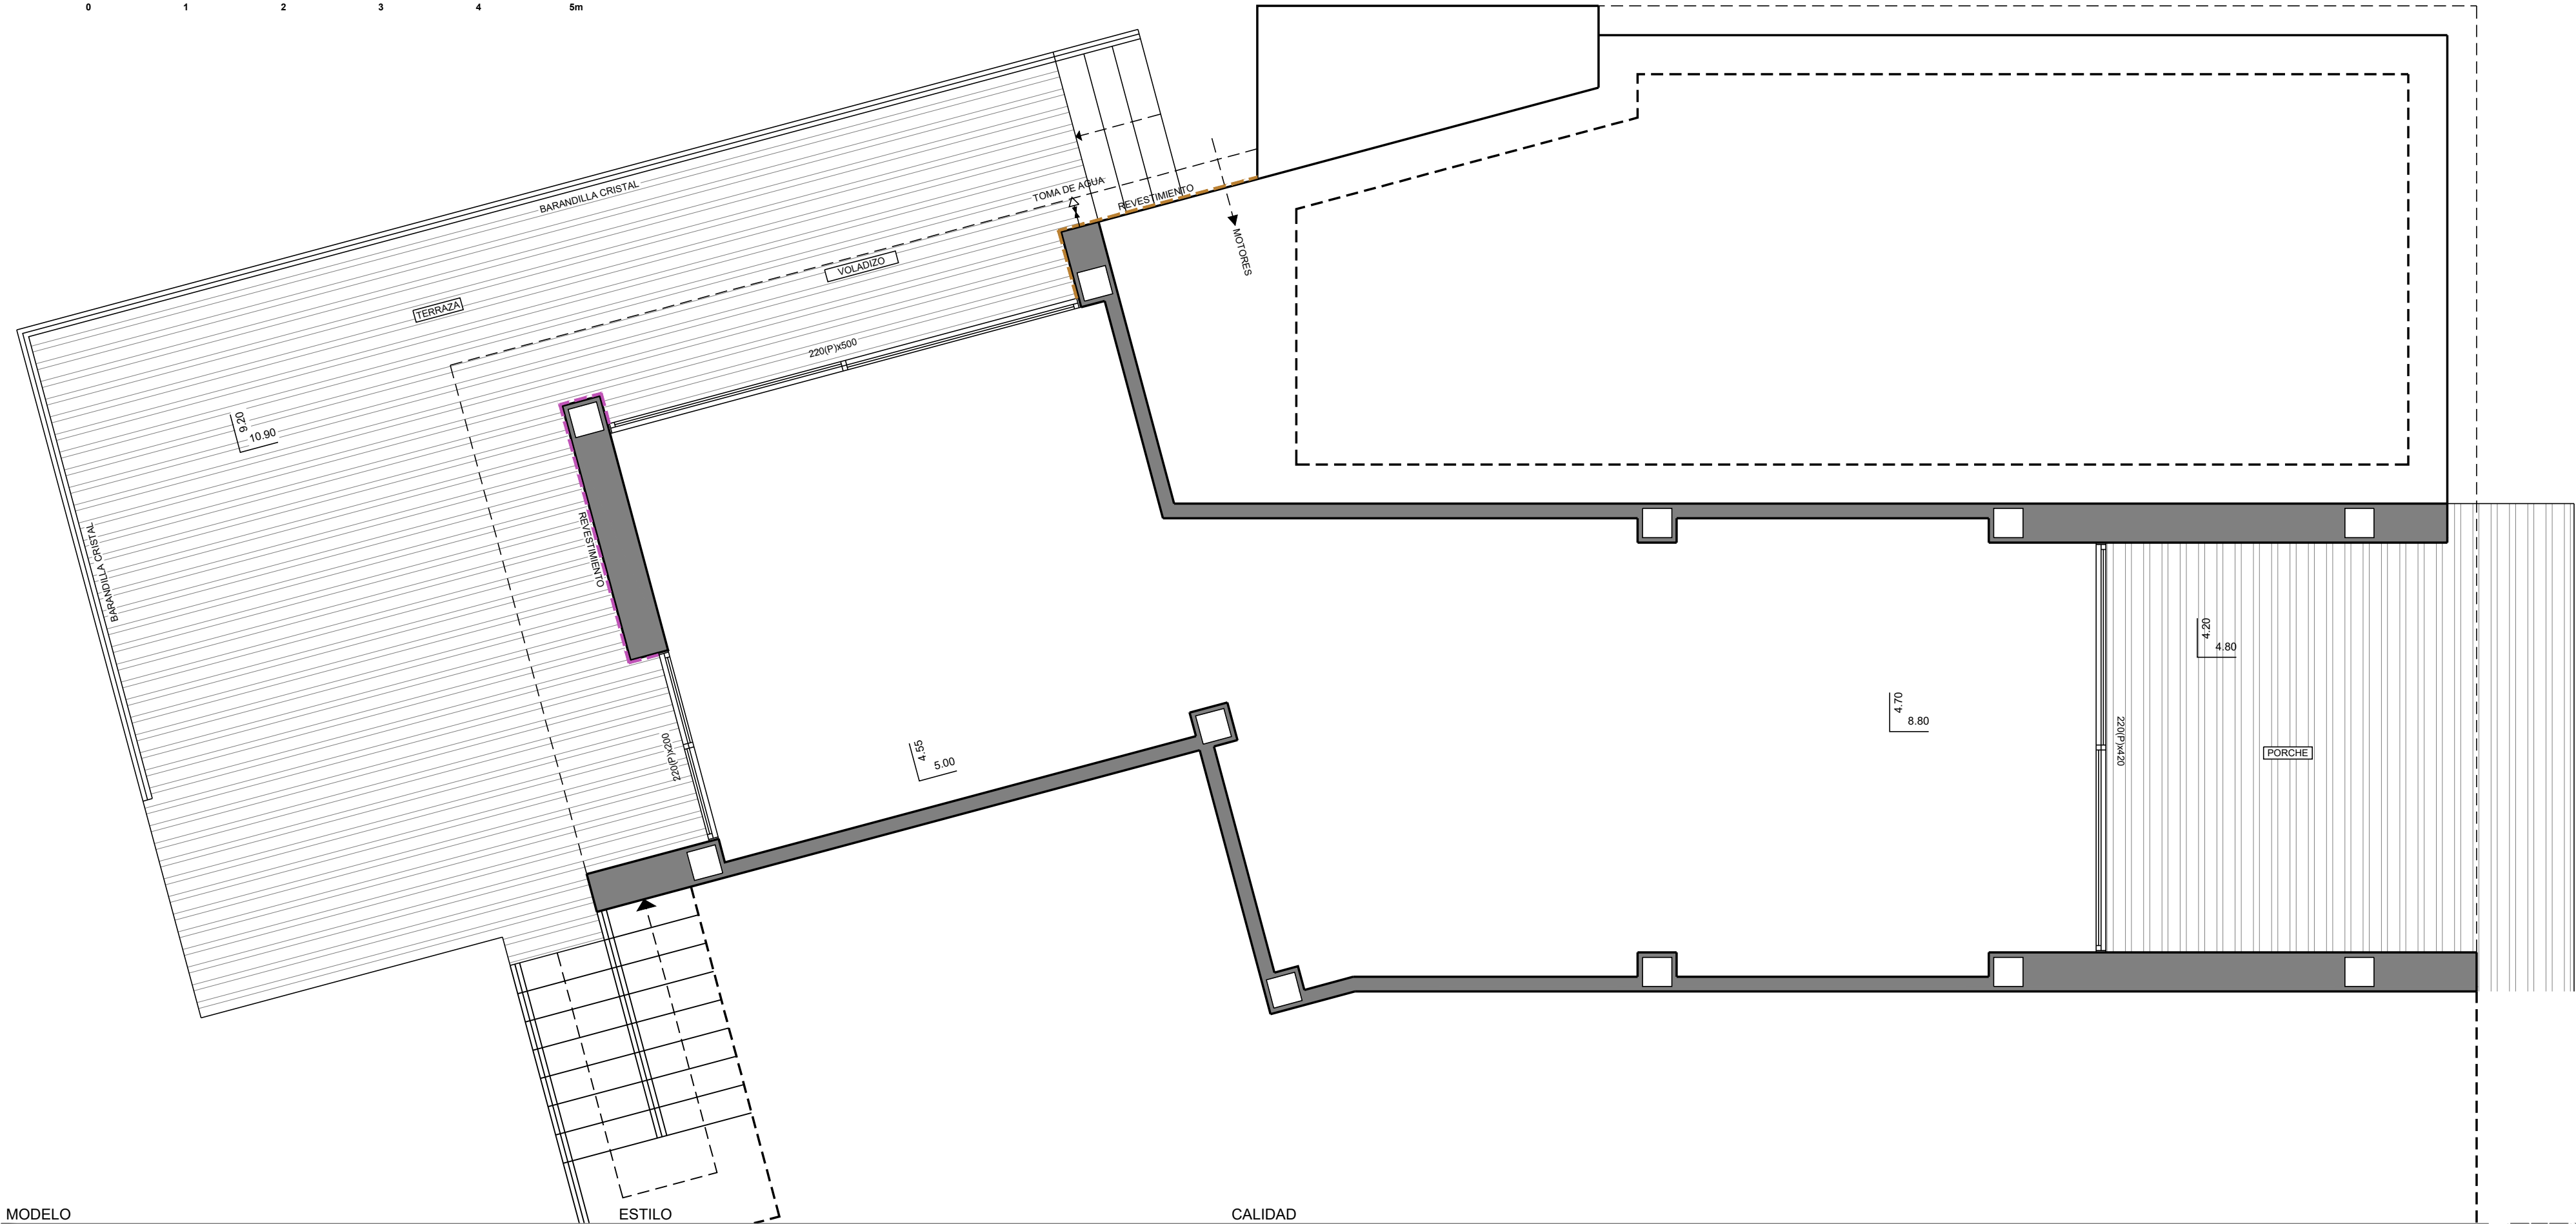 0 1 2 3 4 5m
BARANDILLA CRISTAL
TOMA DE AGUA
REVESTIMIENTO
MOTORES
VOLADIZO
TERRAZA
220(P)x500
9.20
10.90
BARANDILLA CRISTAL
REVESTIMIENTO
4.20
4.80
4.70
8.80
220(P)x420
PORCHE
220(P)x200
4.55
5.00
MODELO ESTILO CALIDAD